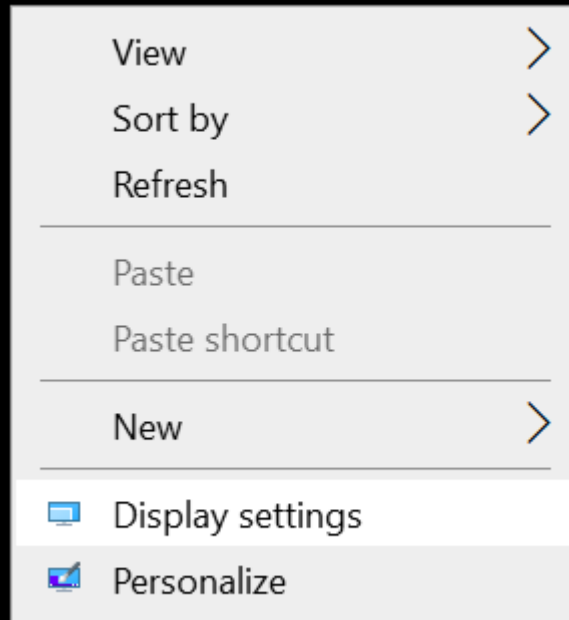 View
Sort by
Refresh
Paste
Paste shortcut
New
Display settings
Personalize